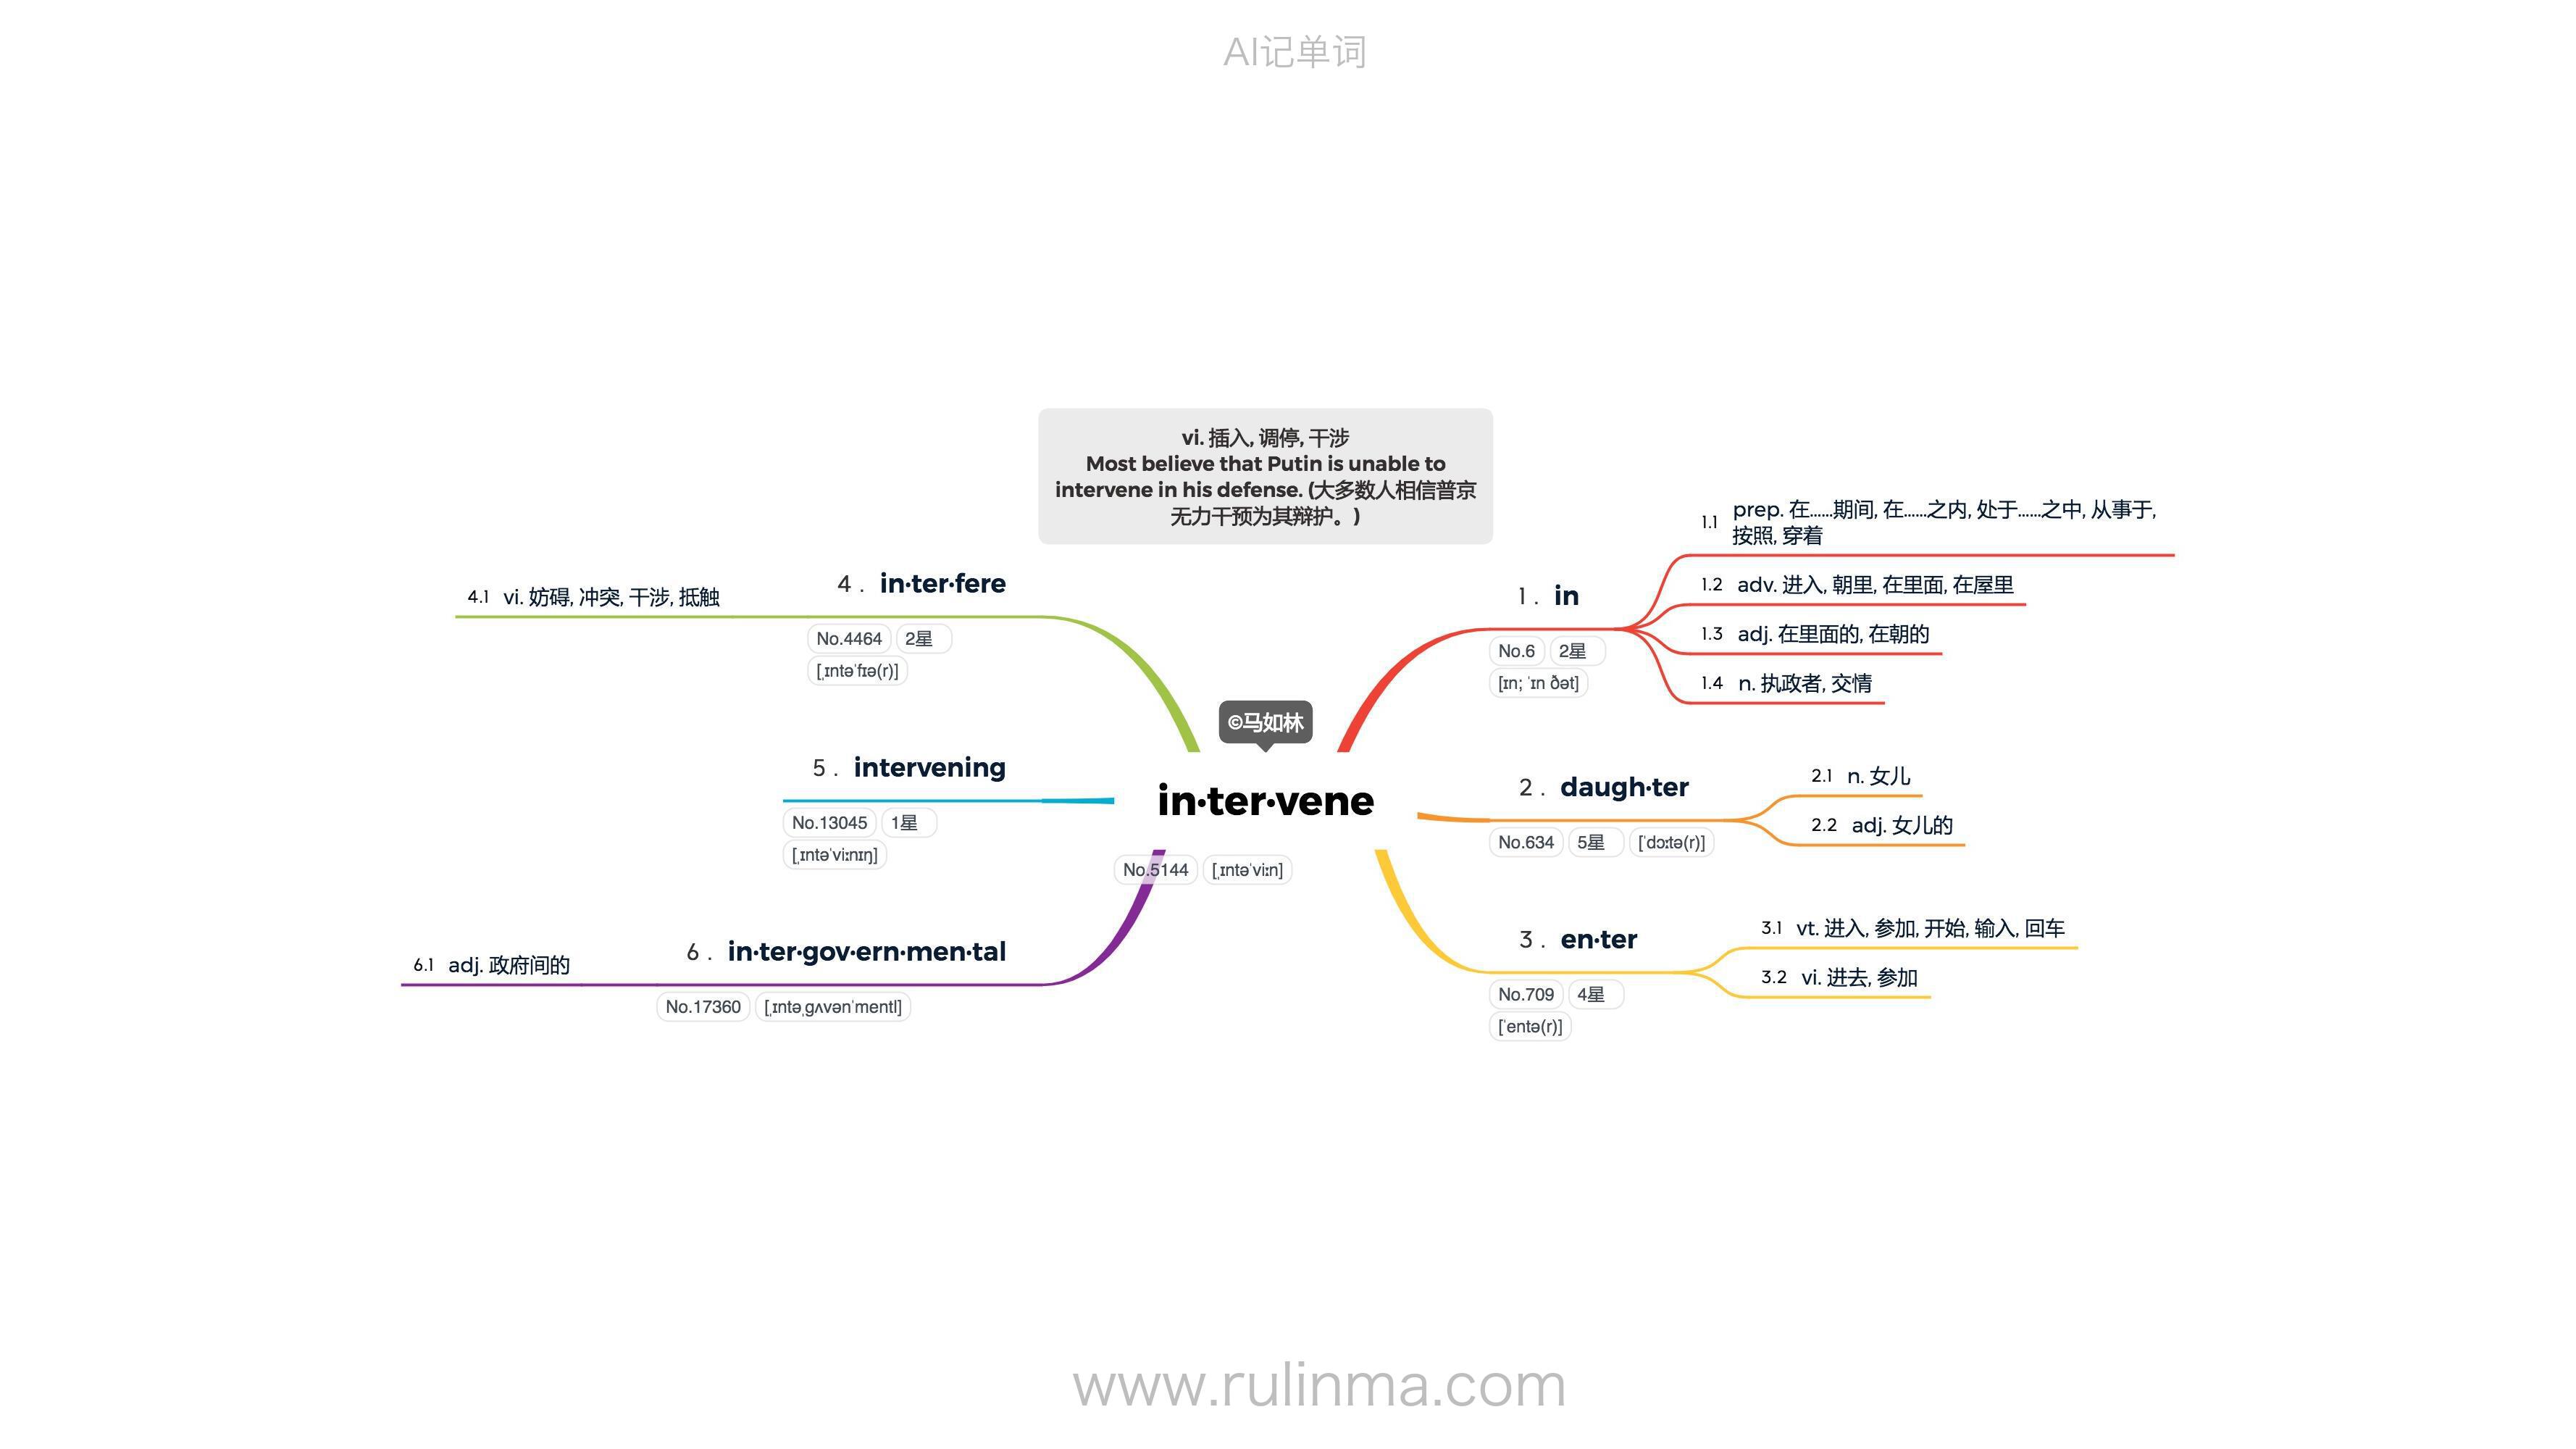 AI记单词
vi. 插入, 调停, 干涉
Most believe that Putin is unable to
intervene in his defense. (大多数人相信普京
无力干预为其辩护。)
©马如林
in·ter·vene
No.5144 [ˌɪntəˈviːn]
1 . in
No.6 2星
[ɪn; ˈɪn ðət]
1.1 prep. 在……期间, 在……之内, 处于……之中, 从事于,
按照, 穿着
1.2 adv. 进入, 朝里, 在里面, 在屋里
1.3 adj. 在里面的, 在朝的
1.4 n. 执政者, 交情
2 . daugh·ter
No.634 5星 [ˈdɔːtə(r)]
2.1 n. 女儿
2.2 adj. 女儿的
3 . en·ter
No.709 4星
[ˈentə(r)]
3.1 vt. 进入, 参加, 开始, 输入, 回车
3.2 vi. 进去, 参加
4 . in·ter·fere
No.4464 2星
[ˌɪntəˈfɪə(r)]
4.1 vi. 妨碍, 冲突, 干涉, 抵触
5 . intervening
No.13045 1星
[ˌɪntəˈviːnɪŋ]
6 . in·ter·gov·ern·men·tal
No.17360 [ˌɪntəˌɡʌvənˈmentl]
6.1 adj. 政府间的
www.rulinma.com